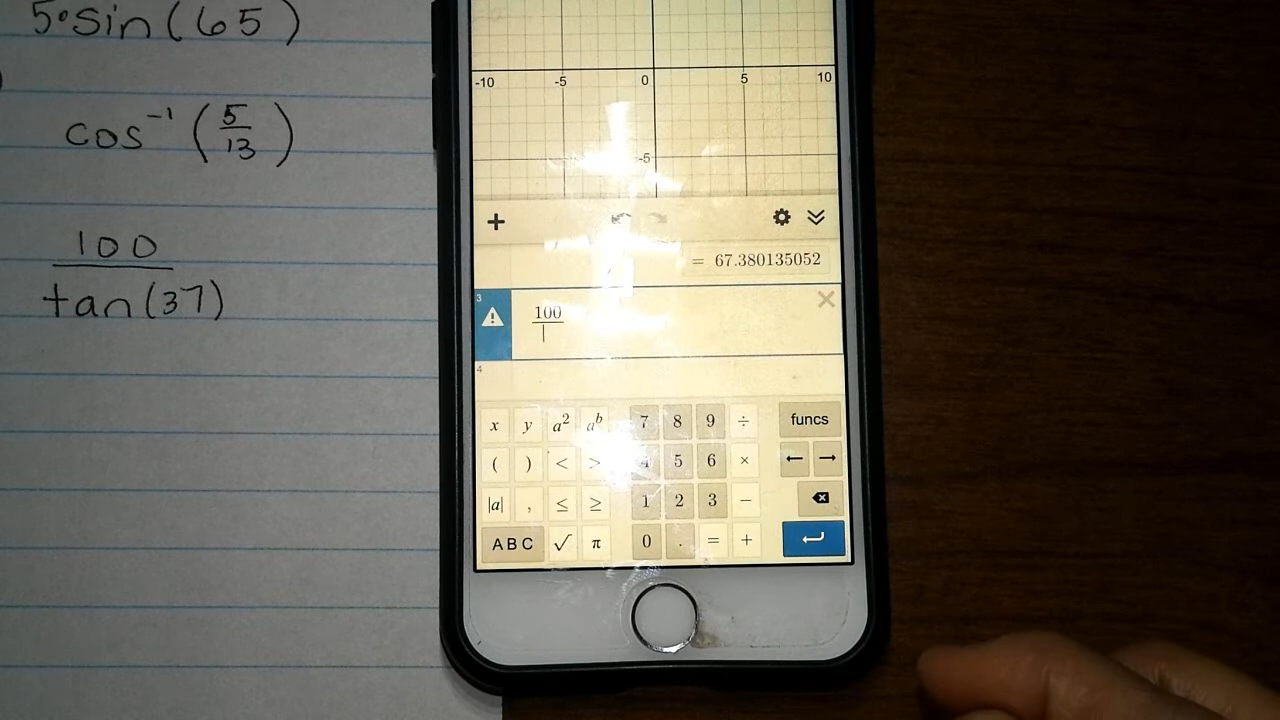 5·sin(65)
cos⁻¹(5/13)
100
tan(37)
-10 -5 0 5 10
-5
+
= 67.380135052
3
100
4
x y a² aᵇ 7 8 9 ÷ funcs
( ) < > 4 5 6 × ← →
|a| , ≤ ≥ 1 2 3 −
A B C √ π 0 . = +